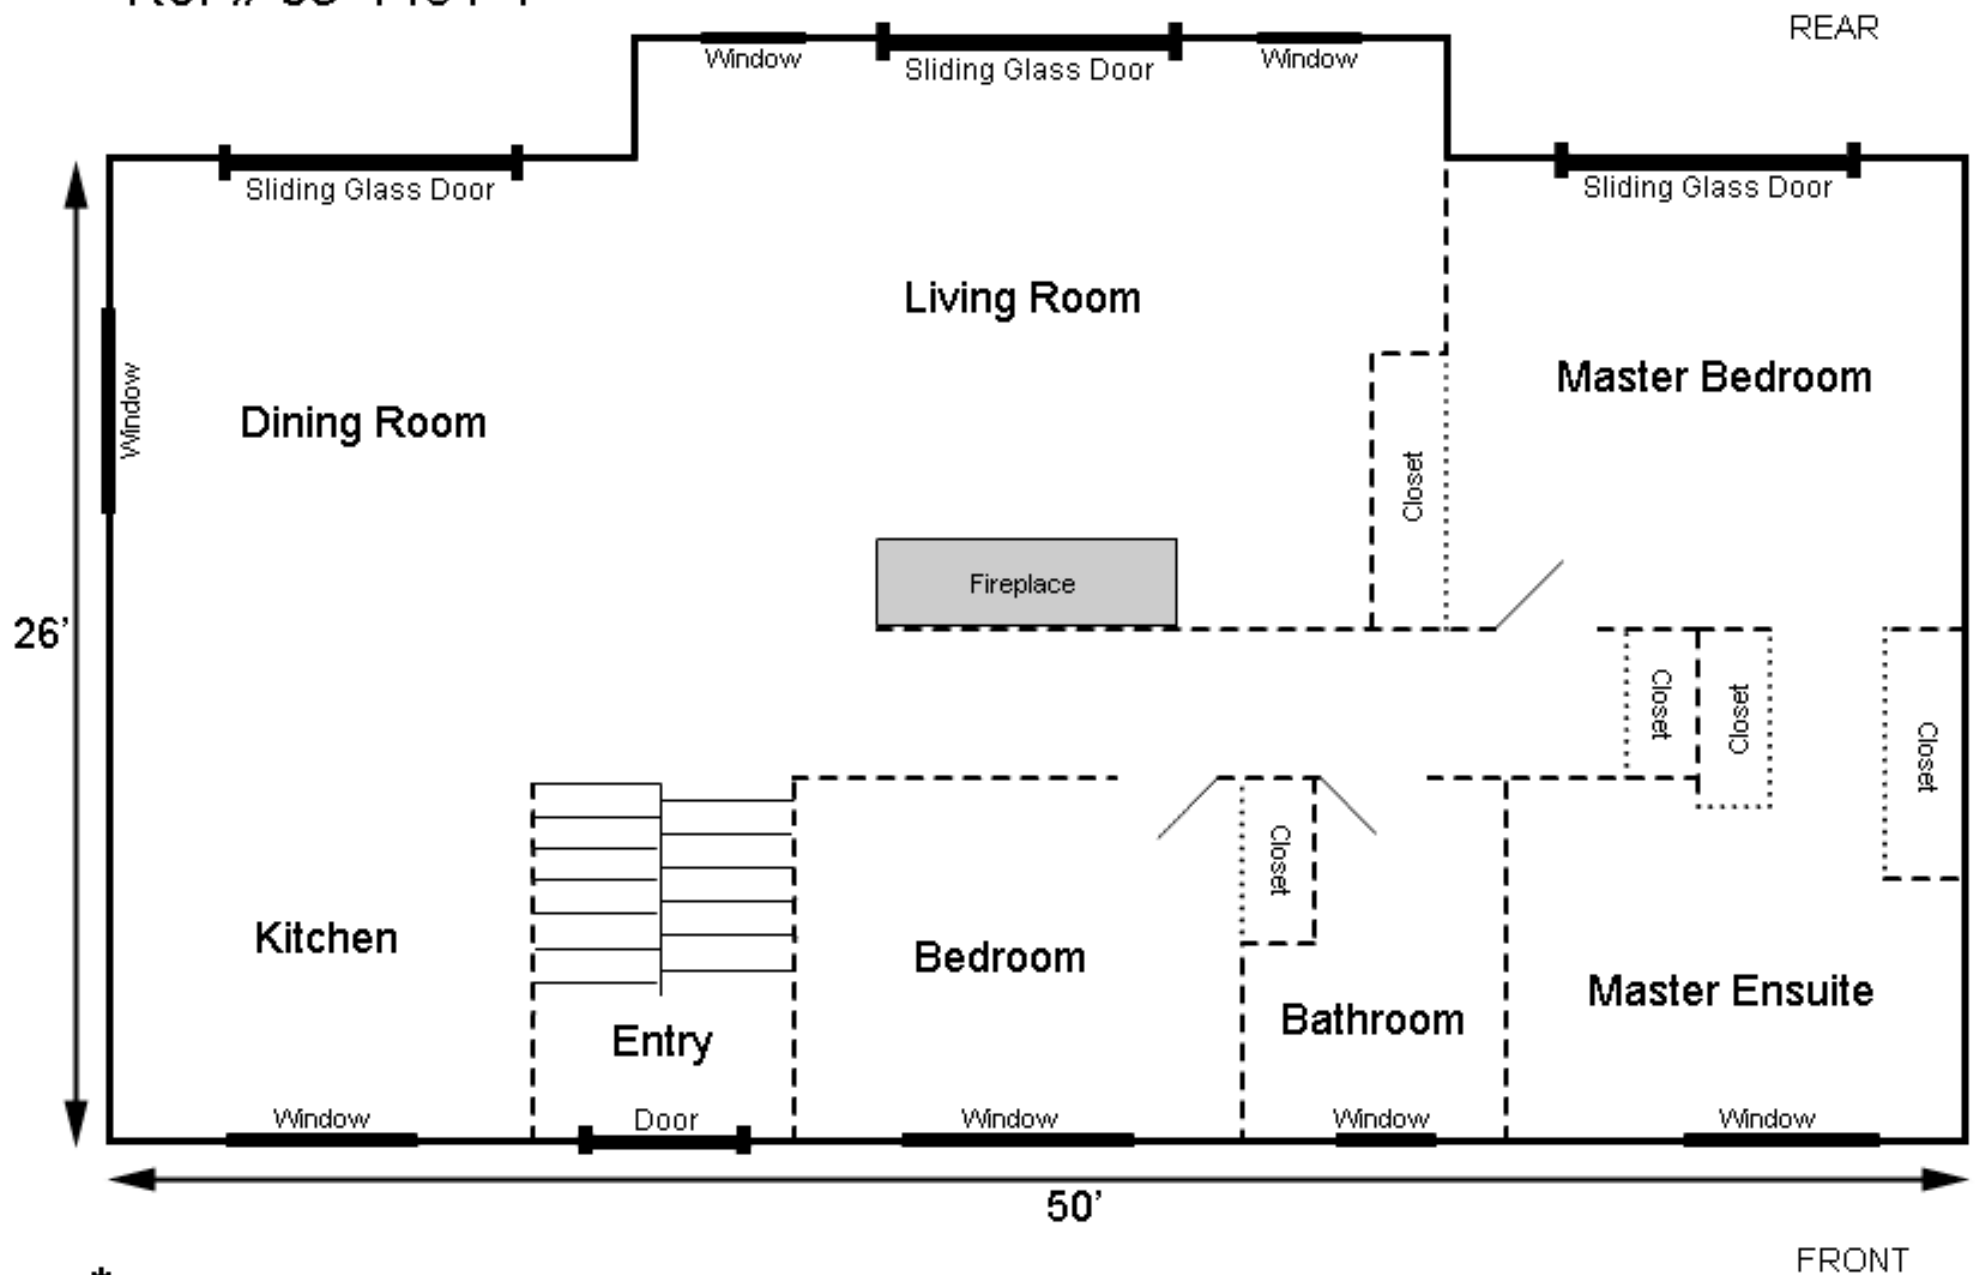 REAR
Window
Sliding Glass Door
Window
Sliding Glass Door
Sliding Glass Door
Living Room
Master Bedroom
Window
Dining Room
Closet
Fireplace
26’
Closet
Closet
Closet
Closet
Kitchen
Bedroom
Master Ensuite
Bathroom
Entry
Window
Door
Window
Window
Window
50’
FRONT
*